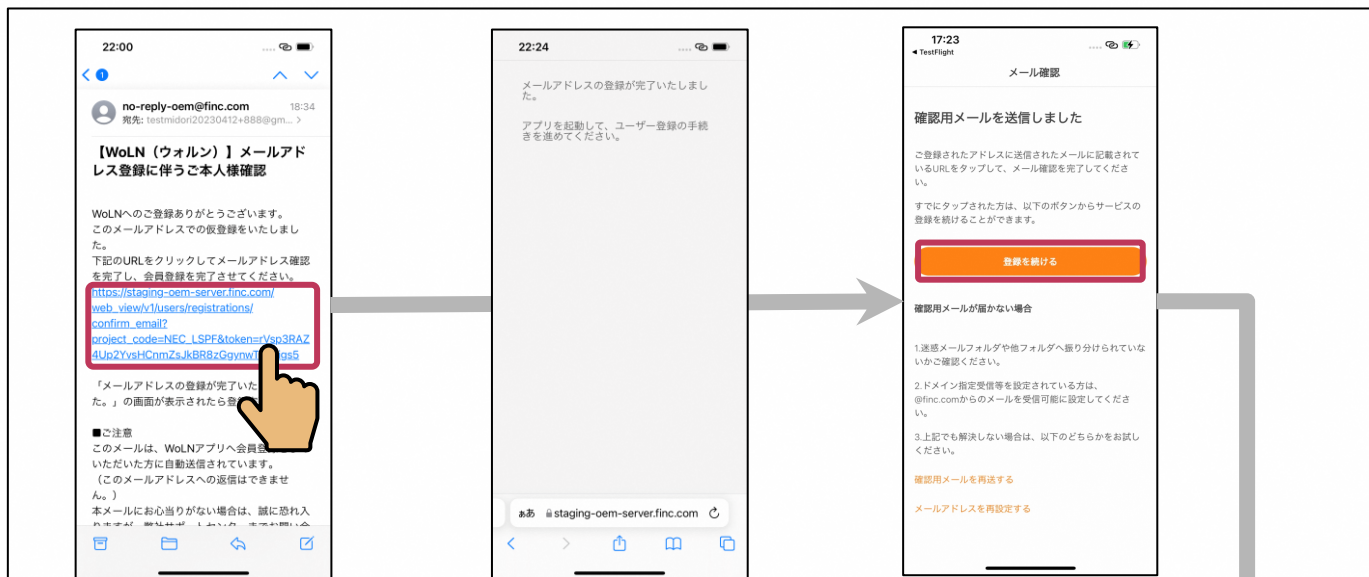 22:00
1
no-reply-oem@finc.com 18:34
宛先: testmidori20230412+888@gm...
【WoLN（ウォルン）】メールアド
レス登録に伴うご本人様確認
WoLNへのご登録ありがとうございます。
このメールアドレスでの仮登録をいたしまし
た。
下記のURLをクリックしてメールアドレス確認
を完了し、会員登録を完了させてください。
https://staging-oem-server.finc.com/
web_view/v1/users/registrations/
confirm_email?
project_code=NEC_LSPF&token=rVsp3RAZ
4Up2YvsHCnmZsJkBR8zGgynwT
「メールアドレスの登録が完了いた
た。」の画面が表示されたら登
■ご注意
このメールは、WoLNアプリへ会員登
いただいた方に自動送信されています。
（このメールアドレスへの返信はできませ
ん。）
本メールにお心当りがない場合は、誠に恐れ入
りますが、弊社サポートセンターまでお問い合
22:24
メールアドレスの登録が完了いたしまし
た。
アプリを起動して、ユーザー登録の手続
きを進めてください。
ぁあ staging-oem-server.finc.com
17:23
TestFlight
メール確認
確認用メールを送信しました
ご登録されたアドレスに送信されたメールに記載されて
いるURLをタップして、メール確認を完了してくださ
い。
すでにタップされた方は、以下のボタンからサービスの
登録を続けることができます。
登録を続ける
確認用メールが届かない場合
1.迷惑メールフォルダや他フォルダへ振り分けられていな
いかご確認ください。
2.ドメイン指定受信等を設定されている方は、
@finc.comからのメールを受信可能に設定してくださ
い。
3.上記でも解決しない場合は、以下のどちらかをお試し
ください。
確認用メールを再送する
メールアドレスを再設定する